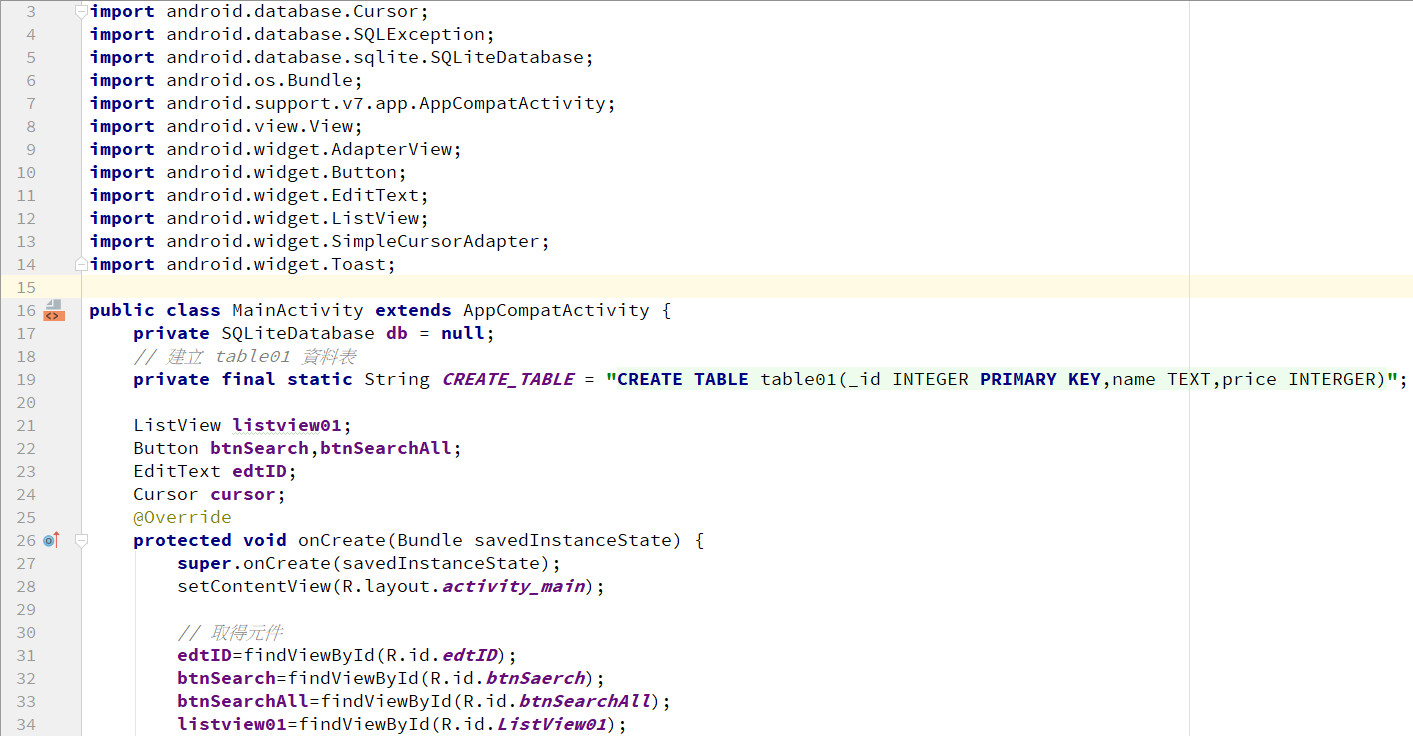 3 import android.database.Cursor;
4 import android.database.SQLException;
5 import android.database.sqlite.SQLiteDatabase;
6 import android.os.Bundle;
7 import android.support.v7.app.AppCompatActivity;
8 import android.view.View;
9 import android.widget.AdapterView;
10 import android.widget.Button;
11 import android.widget.EditText;
12 import android.widget.ListView;
13 import android.widget.SimpleCursorAdapter;
14 import android.widget.Toast;
15
16 public class MainActivity extends AppCompatActivity {
17 private SQLiteDatabase db = null;
18 // 建立 table01 資料表
19 private final static String CREATE_TABLE = "CREATE TABLE table01(_id INTEGER PRIMARY KEY,name TEXT,price INTERGER)";
20
21 ListView listview01;
22 Button btnSearch,btnSearchAll;
23 EditText edtID;
24 Cursor cursor;
25 @Override
26 protected void onCreate(Bundle savedInstanceState) {
27 super.onCreate(savedInstanceState);
28 setContentView(R.layout.activity_main);
29
30 // 取得元件
31 edtID=findViewById(R.id.edtID);
32 btnSearch=findViewById(R.id.btnSaerch);
33 btnSearchAll=findViewById(R.id.btnSearchAll);
34 listview01=findViewById(R.id.ListView01);